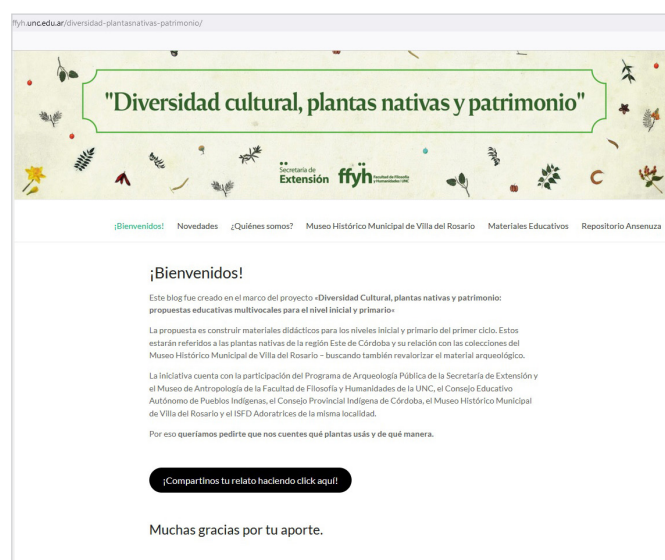 ffyh.unc.edu.ar/diversidad-plantasnativas-patrimonio/
"Diversidad cultural, plantas nativas y patrimonio"
Secretaría de
Extensión
ffyh
Facultad de Filosofía
y Humanidades | UNC
¡Bienvenidos! Novedades ¿Quiénes somos? Museo Histórico Municipal de Villa del Rosario Materiales Educativos Repositorio Ansenuza
¡Bienvenidos!
Este blog fue creado en el marco del proyecto «Diversidad Cultural, plantas nativas y patrimonio:
propuestas educativas multivocales para el nivel inicial y primario«
La propuesta es construir materiales didácticos para los niveles inicial y primario del primer ciclo. Estos
estarán referidos a las plantas nativas de la región Este de Córdoba y su relación con las colecciones del
Museo Histórico Municipal de Villa del Rosario – buscando también revalorizar el material arqueológico.
La iniciativa cuenta con la participación del Programa de Arqueología Pública de la Secretaría de Extensión y
el Museo de Antropología de la Facultad de Filosofía y Humanidades de la UNC, el Consejo Educativo
Autónomo de Pueblos Indígenas, el Consejo Provincial Indígena de Córdoba, el Museo Histórico Municipal
de Villa del Rosario y el ISFD Adoratrices de la misma localidad.
Por eso queríamos pedirte que nos cuentes qué plantas usás y de qué manera.
¡Compartinos tu relato haciendo click aquí!
Muchas gracias por tu aporte.